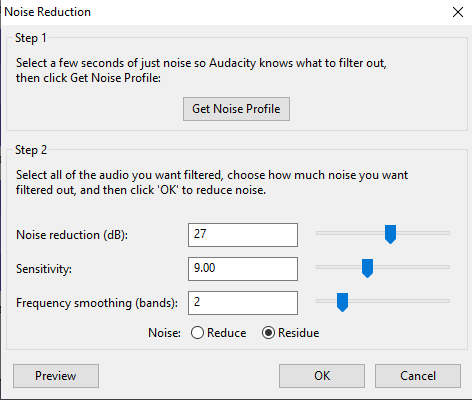 Noise Reduction
Step 1
Select a few seconds of just noise so Audacity knows what to filter out,
then click Get Noise Profile:
Get Noise Profile
Step 2
Select all of the audio you want filtered, choose how much noise you want
filtered out, and then click 'OK' to reduce noise.
Noise reduction (dB): 27
Sensitivity: 9.00
Frequency smoothing (bands): 2
Noise: Reduce Residue
Preview OK Cancel